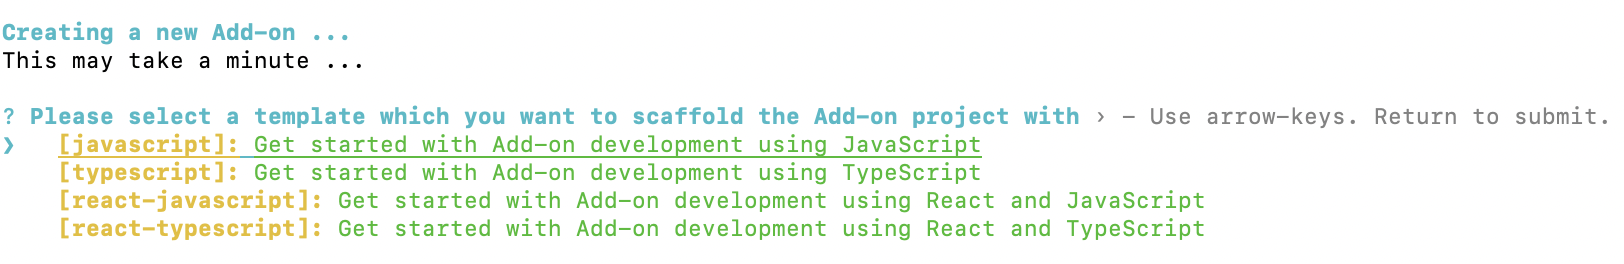 Creating a new Add-on ...
This may take a minute ...
? Please select a template which you want to scaffold the Add-on project with › - Use arrow-keys. Return to submit.
❯ [javascript]: Get started with Add-on development using JavaScript
[typescript]: Get started with Add-on development using TypeScript
[react-javascript]: Get started with Add-on development using React and JavaScript
[react-typescript]: Get started with Add-on development using React and TypeScript